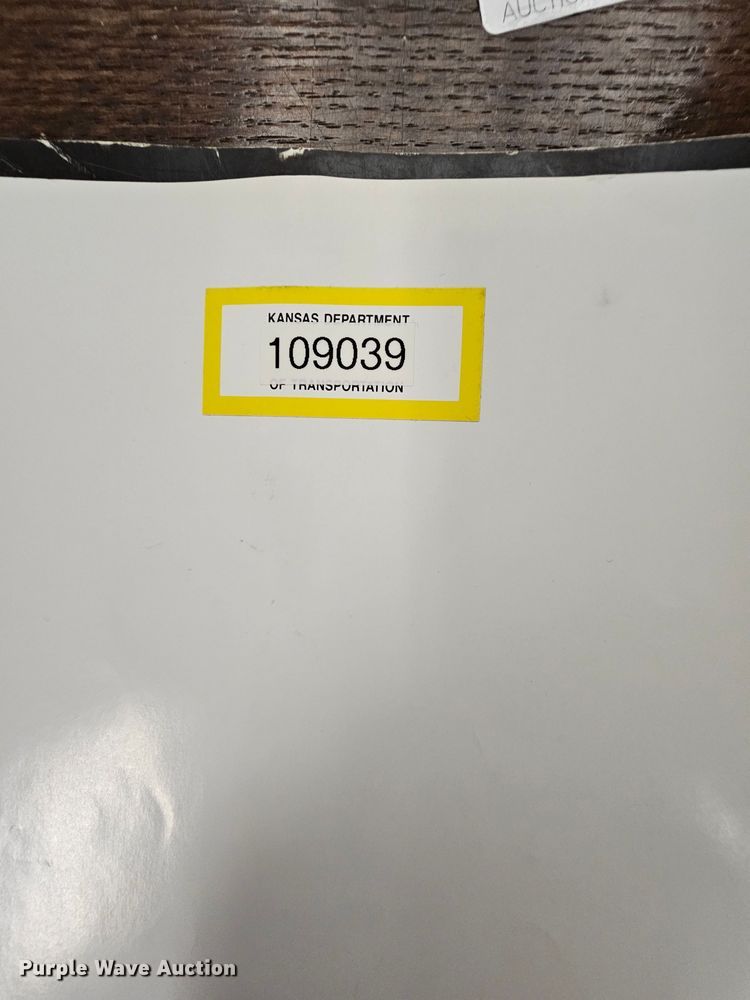 KANSAS DEPARTMENT
109039
OF TRANSPORTATION
Purple Wave Auction